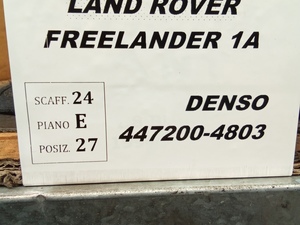 LAND ROVER
FREELANDER 1A
SCAFF. 24
PIANO E
POSIZ. 27
DENSO
447200-4803